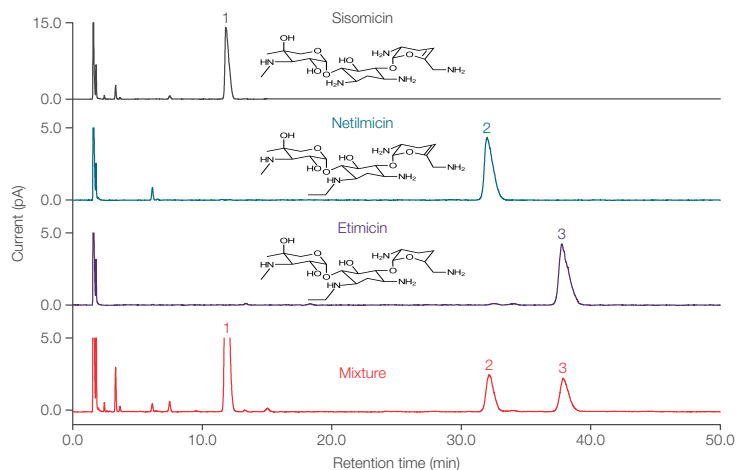 Sisomicin
15.0
0.0
1
OH
O
HN
HO
O
HO
H₂N
NH₂
O
H₂N
O
NH₂
Netilmicin
5.0
0.0
2
OH
O
HN
HO
O
HO
HN
NH₂
O
H₂N
O
NH₂
Etimicin
5.0
0.0
3
OH
O
HN
HO
O
HO
HN
NH₂
O
H₂N
O
NH₂
Mixture
5.0
0.0
1
2
3
Current (pA)
0.0 10.0 20.0 30.0 40.0 50.0
Retention time (min)